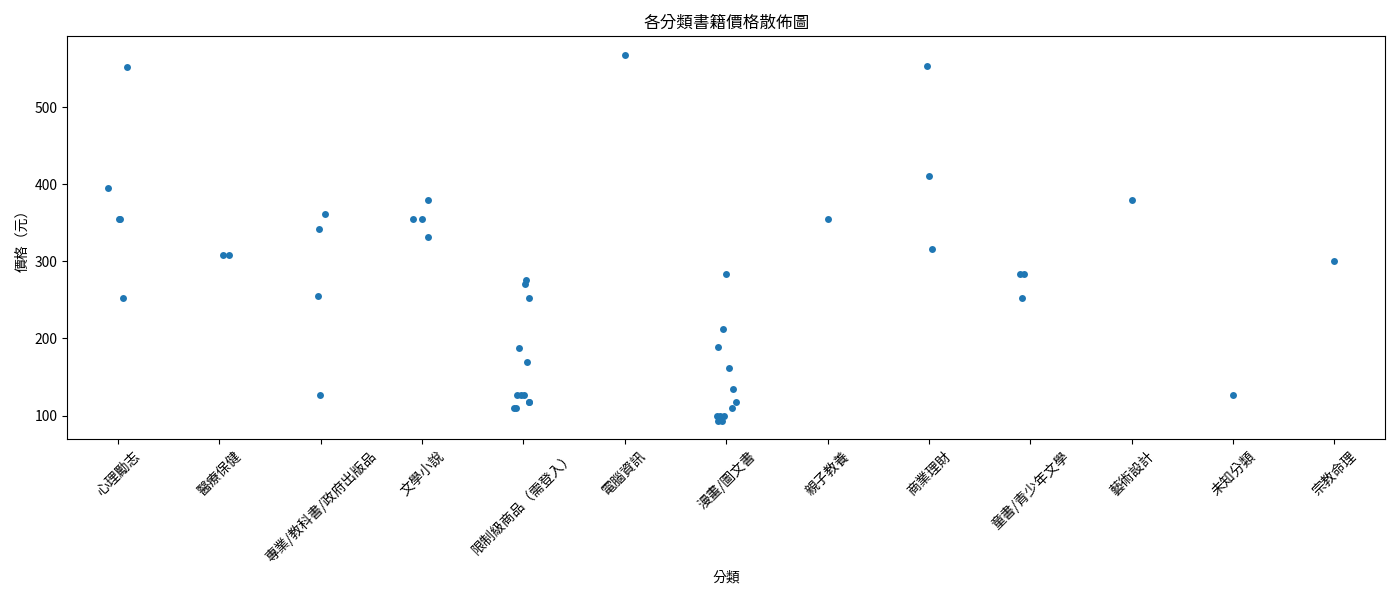 各分類書籍價格散佈圖
價格（元）
500
400
300
200
100
心理勵志
醫療保健
專業/教科書/政府出版品
文學小說
限制級商品（需登入）
電腦資訊
漫畫/圖文書
親子教養
商業理財
童書/青少年文學
藝術設計
未知分類
宗教命理
分類